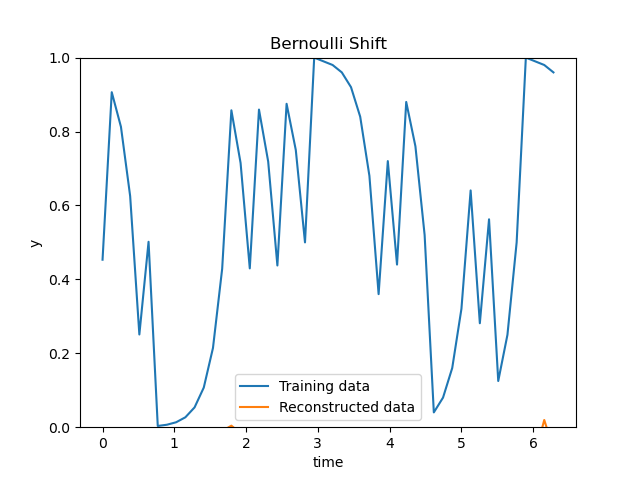 Bernoulli Shift
1.0
0.8
0.6
0.4
0.2
0.0
y
Training data
Reconstructed data
0 1 2 3 4 5 6
time